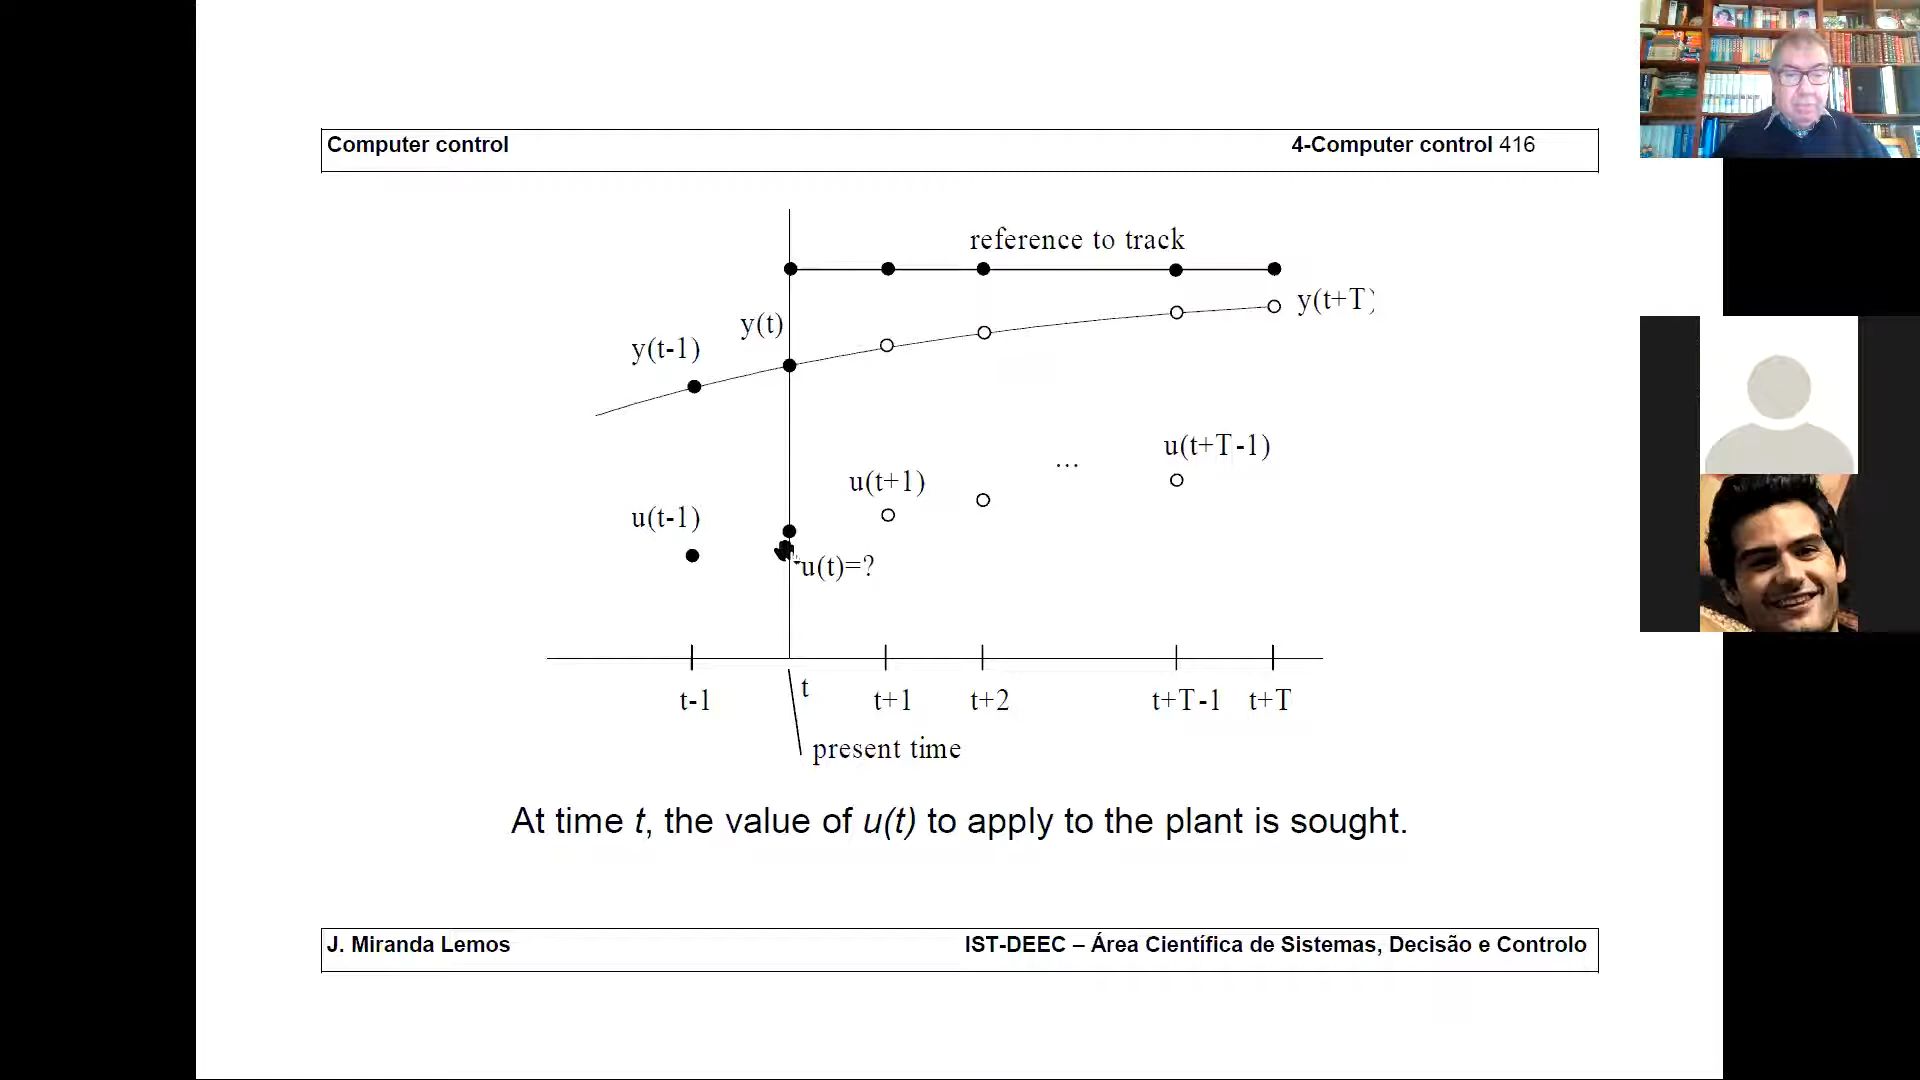 Computer control
4-Computer control 416
reference to track
y(t+T)
y(t)
y(t-1)
u(t+T-1)
...
u(t+1)
u(t-1)
u(t)=?
t
t-1
t+1
t+2
t+T-1
t+T
present time
At time t, the value of u(t) to apply to the plant is sought.
J. Miranda Lemos
IST-DEEC – Área Científica de Sistemas, Decisão e Controlo